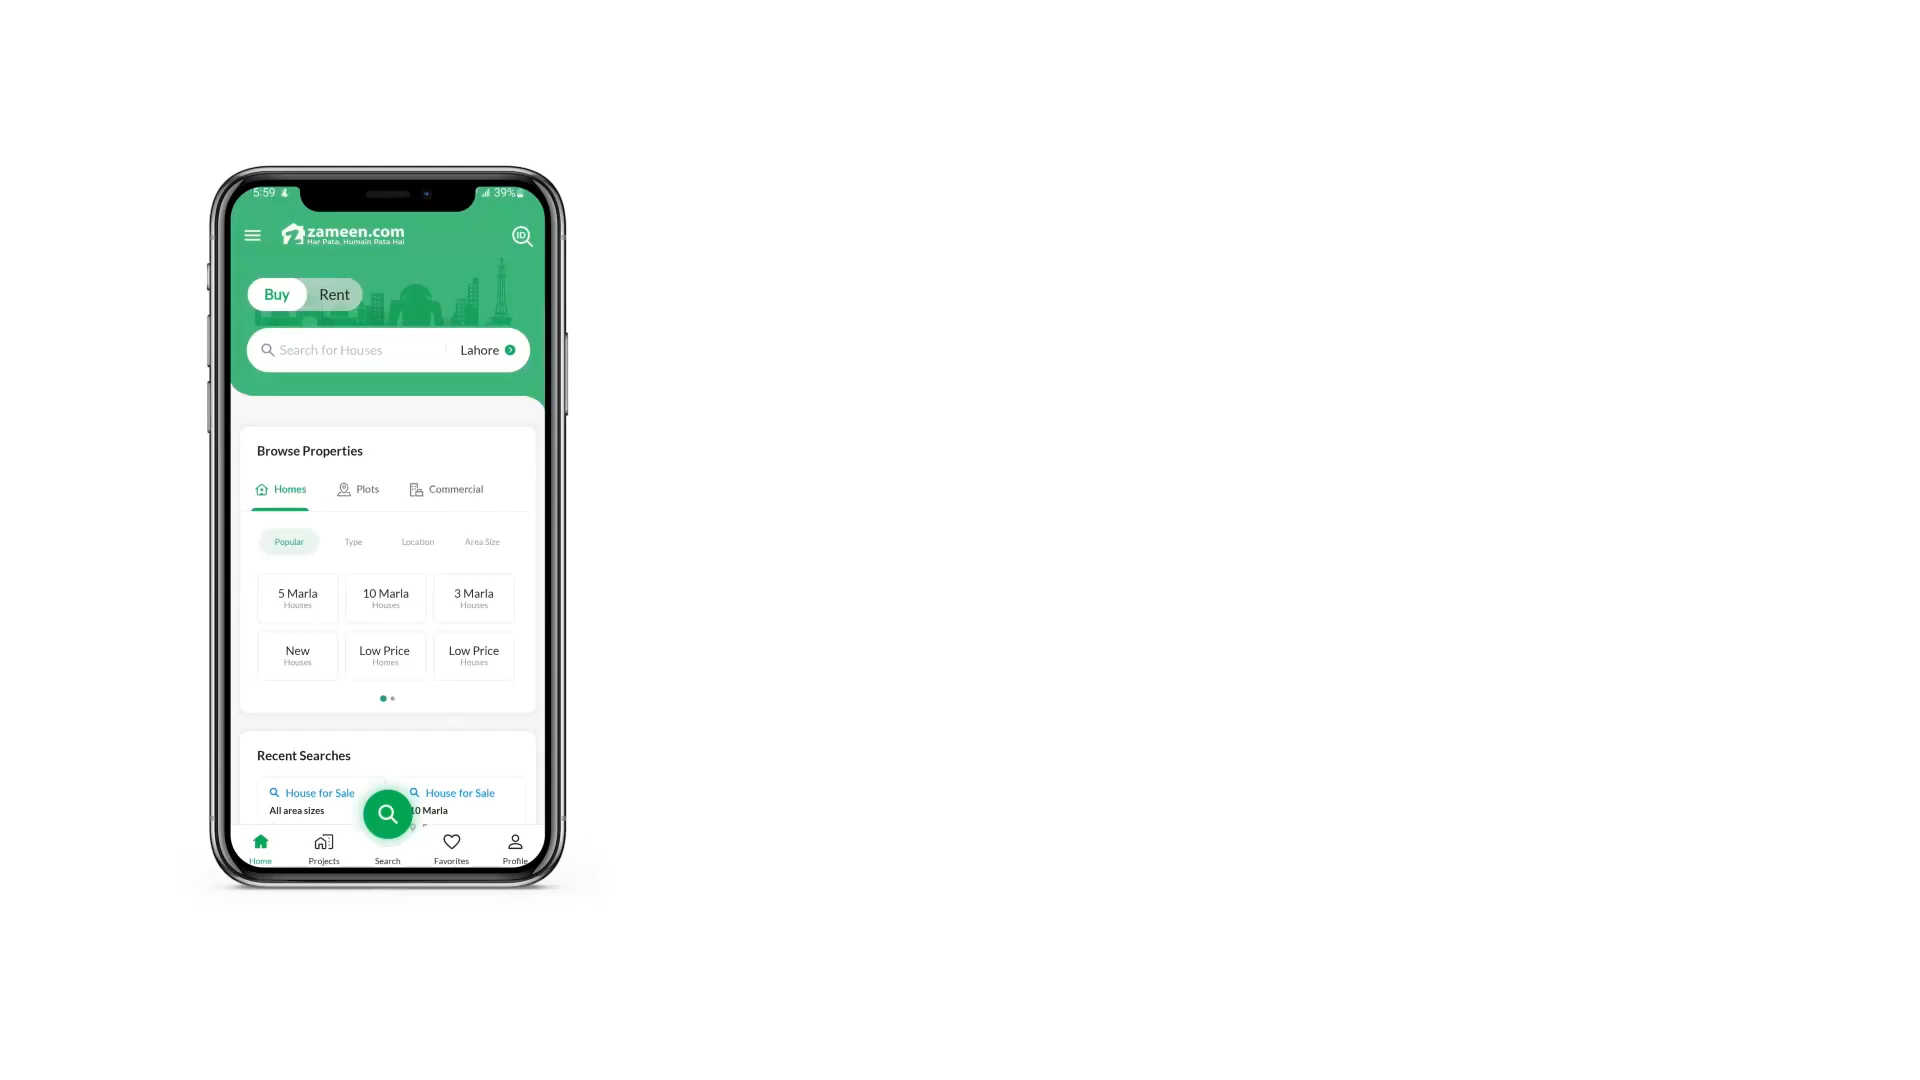 5:59 39%
zameen.com
Har Pata, Humain Pata Hai
ID
Buy Rent
Search for Houses Lahore
Browse Properties
Homes Plots Commercial
Popular Type Location Area Size
5 Marla 10 Marla 3 Marla
Houses Houses Houses
New Low Price Low Price
Houses Homes Houses
Recent Searches
House for Sale House for Sale
All area sizes 10 Marla
Home Projects Search Favorites Profile